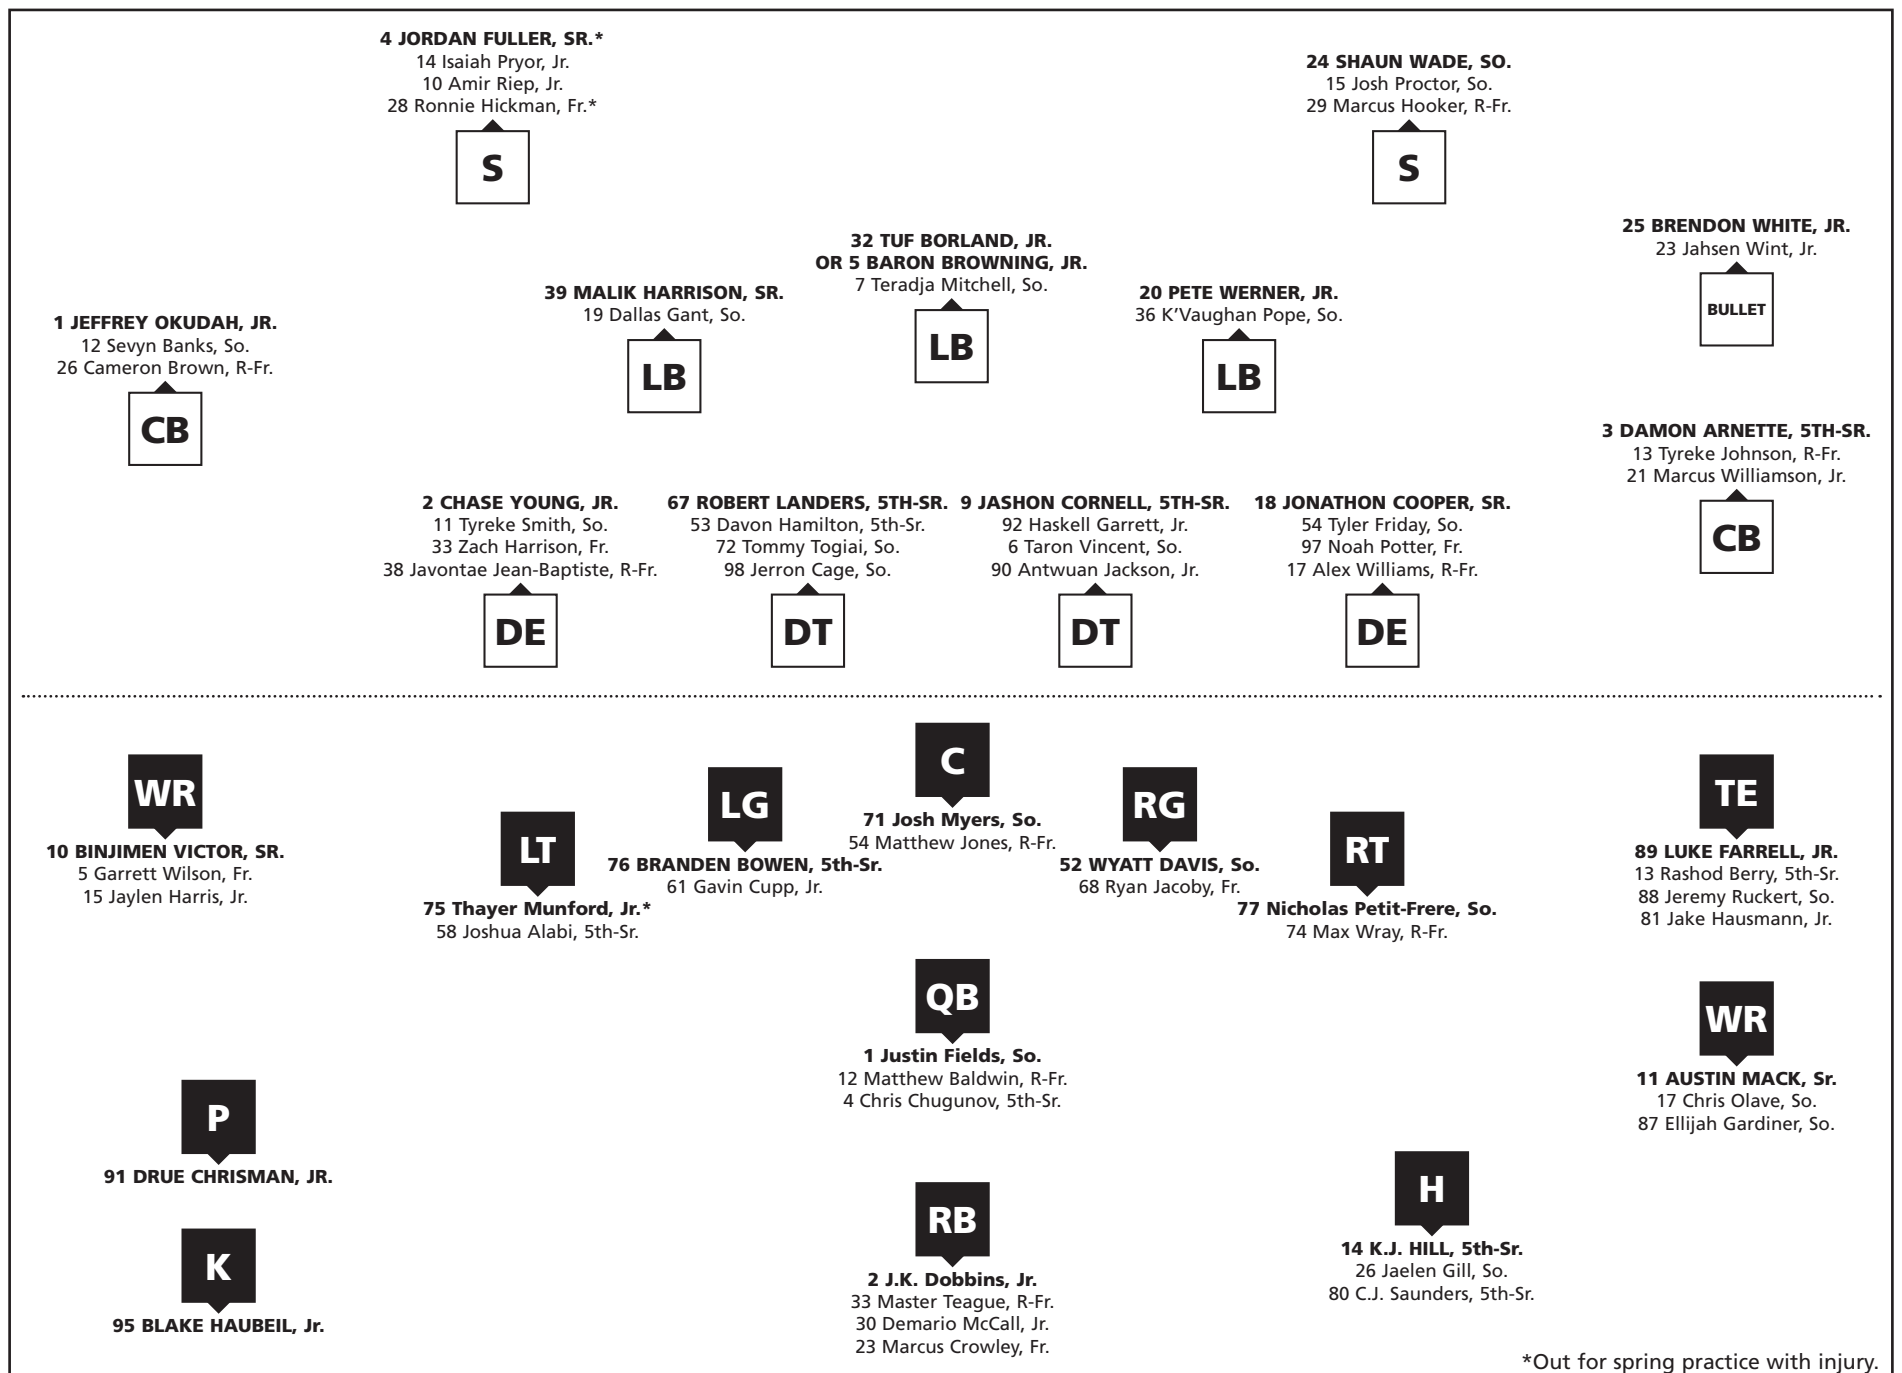 4 JORDAN FULLER, SR.*
14 Isaiah Pryor, Jr.
10 Amir Riep, Jr.
28 Ronnie Hickman, Fr.*
S
24 SHAUN WADE, SO.
15 Josh Proctor, So.
29 Marcus Hooker, R-Fr.
S
25 BRENDON WHITE, JR.
23 Jahsen Wint, Jr.
BULLET
32 TUF BORLAND, JR.
OR 5 BARON BROWNING, JR.
7 Teradja Mitchell, So.
LB
39 MALIK HARRISON, SR.
19 Dallas Gant, So.
LB
20 PETE WERNER, JR.
36 K’Vaughan Pope, So.
LB
1 JEFFREY OKUDAH, JR.
12 Sevyn Banks, So.
26 Cameron Brown, R-Fr.
CB
3 DAMON ARNETTE, 5TH-SR.
13 Tyreke Johnson, R-Fr.
21 Marcus Williamson, Jr.
CB
2 CHASE YOUNG, JR.
11 Tyreke Smith, So.
33 Zach Harrison, Fr.
38 Javontae Jean-Baptiste, R-Fr.
DE
67 ROBERT LANDERS, 5TH-SR.
53 Davon Hamilton, 5th-Sr.
72 Tommy Togiai, So.
98 Jerron Cage, So.
DT
9 JASHON CORNELL, 5TH-SR.
92 Haskell Garrett, Jr.
6 Taron Vincent, So.
90 Antwuan Jackson, Jr.
DT
18 JONATHON COOPER, SR.
54 Tyler Friday, So.
97 Noah Potter, Fr.
17 Alex Williams, R-Fr.
DE
WR
10 BINJIMEN VICTOR, SR.
5 Garrett Wilson, Fr.
15 Jaylen Harris, Jr.
LT
75 Thayer Munford, Jr.*
58 Joshua Alabi, 5th-Sr.
LG
76 BRANDEN BOWEN, 5th-Sr.
61 Gavin Cupp, Jr.
C
71 Josh Myers, So.
54 Matthew Jones, R-Fr.
RG
52 WYATT DAVIS, So.
68 Ryan Jacoby, Fr.
RT
77 Nicholas Petit-Frere, So.
74 Max Wray, R-Fr.
TE
89 LUKE FARRELL, JR.
13 Rashod Berry, 5th-Sr.
88 Jeremy Ruckert, So.
81 Jake Hausmann, Jr.
QB
1 Justin Fields, So.
12 Matthew Baldwin, R-Fr.
4 Chris Chugunov, 5th-Sr.
WR
11 AUSTIN MACK, Sr.
17 Chris Olave, So.
87 Ellijah Gardiner, So.
P
91 DRUE CHRISMAN, JR.
K
95 BLAKE HAUBEIL, Jr.
RB
2 J.K. Dobbins, Jr.
33 Master Teague, R-Fr.
30 Demario McCall, Jr.
23 Marcus Crowley, Fr.
H
14 K.J. HILL, 5th-Sr.
26 Jaelen Gill, So.
80 C.J. Saunders, 5th-Sr.
*Out for spring practice with injury.